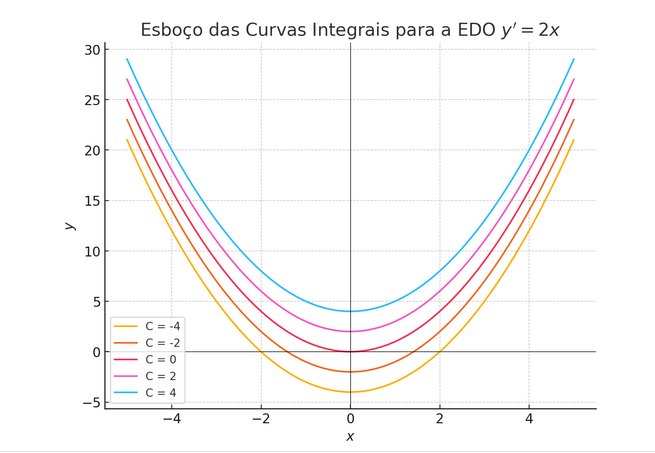 Esboço das Curvas Integrais para a EDO y′ = 2x
30
25
20
15
10
5
0
−5
y
C = -4
C = -2
C = 0
C = 2
C = 4
−4 −2 0 2 4
x